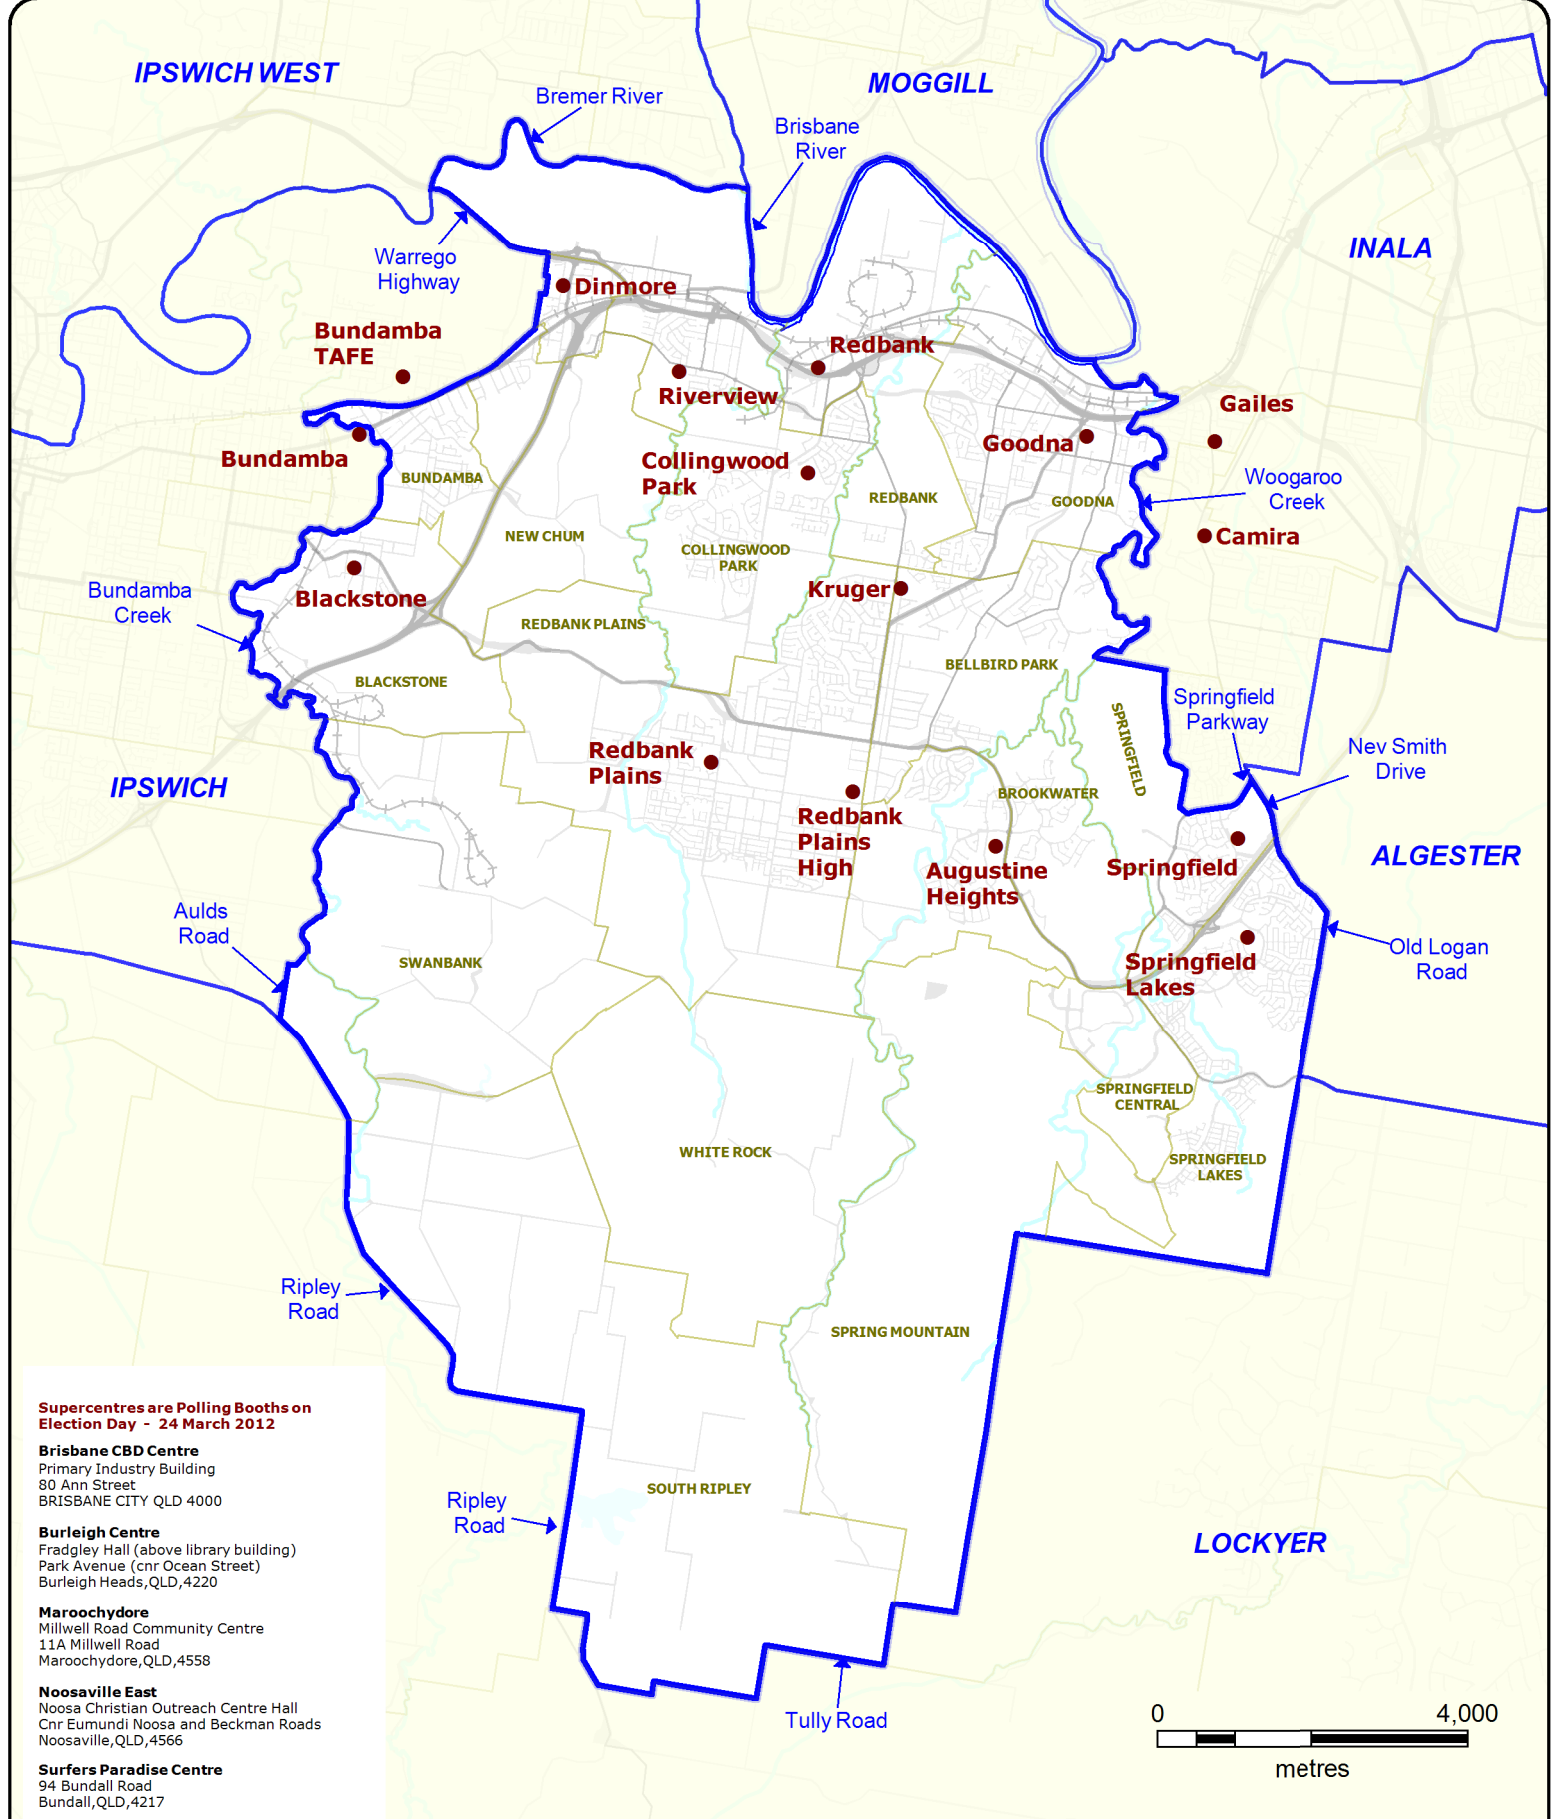 IPSWICH WEST
MOGGILL
Bremer River
Brisbane
River
INALA
Warrego
Highway
Dinmore
Bundamba
TAFE
Redbank
Riverview
Gailes
Goodna
Bundamba
Collingwood
Park
BUNDAMBA
REDBANK
GOODNA
Woogaroo
Creek
NEW CHUM
COLLINGWOOD
PARK
Camira
Kruger
Blackstone
Bundamba
Creek
REDBANK PLAINS
BELLBIRD PARK
BLACKSTONE
SPRINGFIELD
Springfield
Parkway
Nev Smith
Drive
Redbank
Plains
IPSWICH
BROOKWATER
Redbank
Plains
High
Augustine
Heights
Springfield
ALGESTER
Aulds
Road
SWANBANK
Springfield
Lakes
Old Logan
Road
SPRINGFIELD
CENTRAL
WHITE ROCK
SPRINGFIELD
LAKES
Ripley
Road
SPRING MOUNTAIN
SOUTH RIPLEY
Ripley
Road
LOCKYER
Tully Road
0 4,000
metres
Supercentres are Polling Booths on
Election Day - 24 March 2012
Brisbane CBD Centre
Primary Industry Building
80 Ann Street
BRISBANE CITY QLD 4000
Burleigh Centre
Fradgley Hall (above library building)
Park Avenue (cnr Ocean Street)
Burleigh Heads,QLD,4220
Maroochydore
Millwell Road Community Centre
11A Millwell Road
Maroochydore,QLD,4558
Noosaville East
Noosa Christian Outreach Centre Hall
Cnr Eumundi Noosa and Beckman Roads
Noosaville,QLD,4566
Surfers Paradise Centre
94 Bundall Road
Bundall,QLD,4217